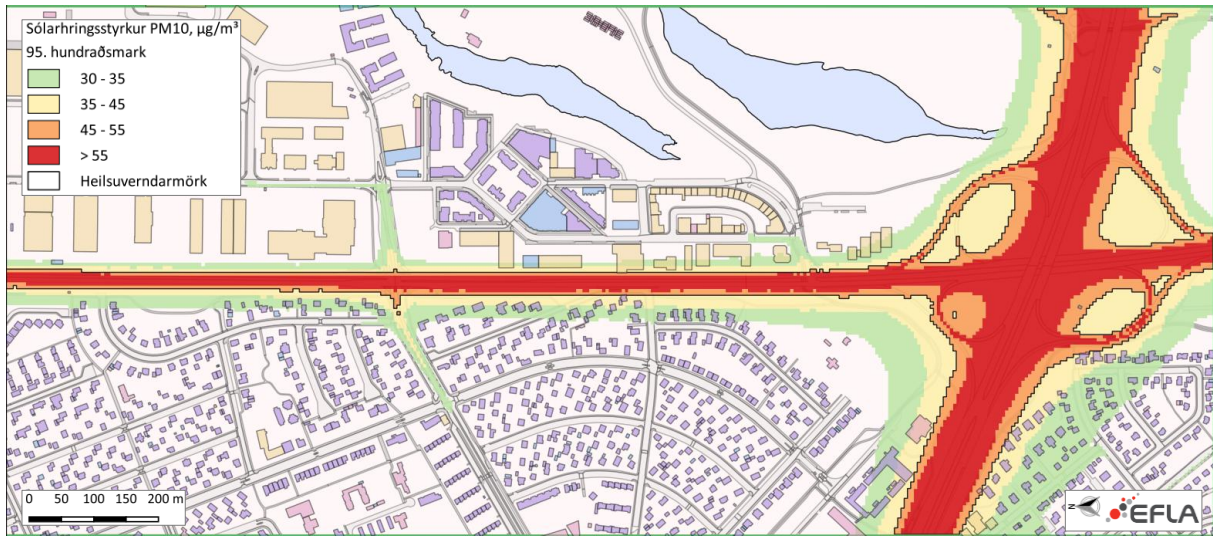 Sólarhringsstyrkur PM10, µg/m³
95. hundraðsmark
30 - 35
35 - 45
45 - 55
> 55
Heilsuverndarmörk
0 50 100 150 200 m
N
EFLA